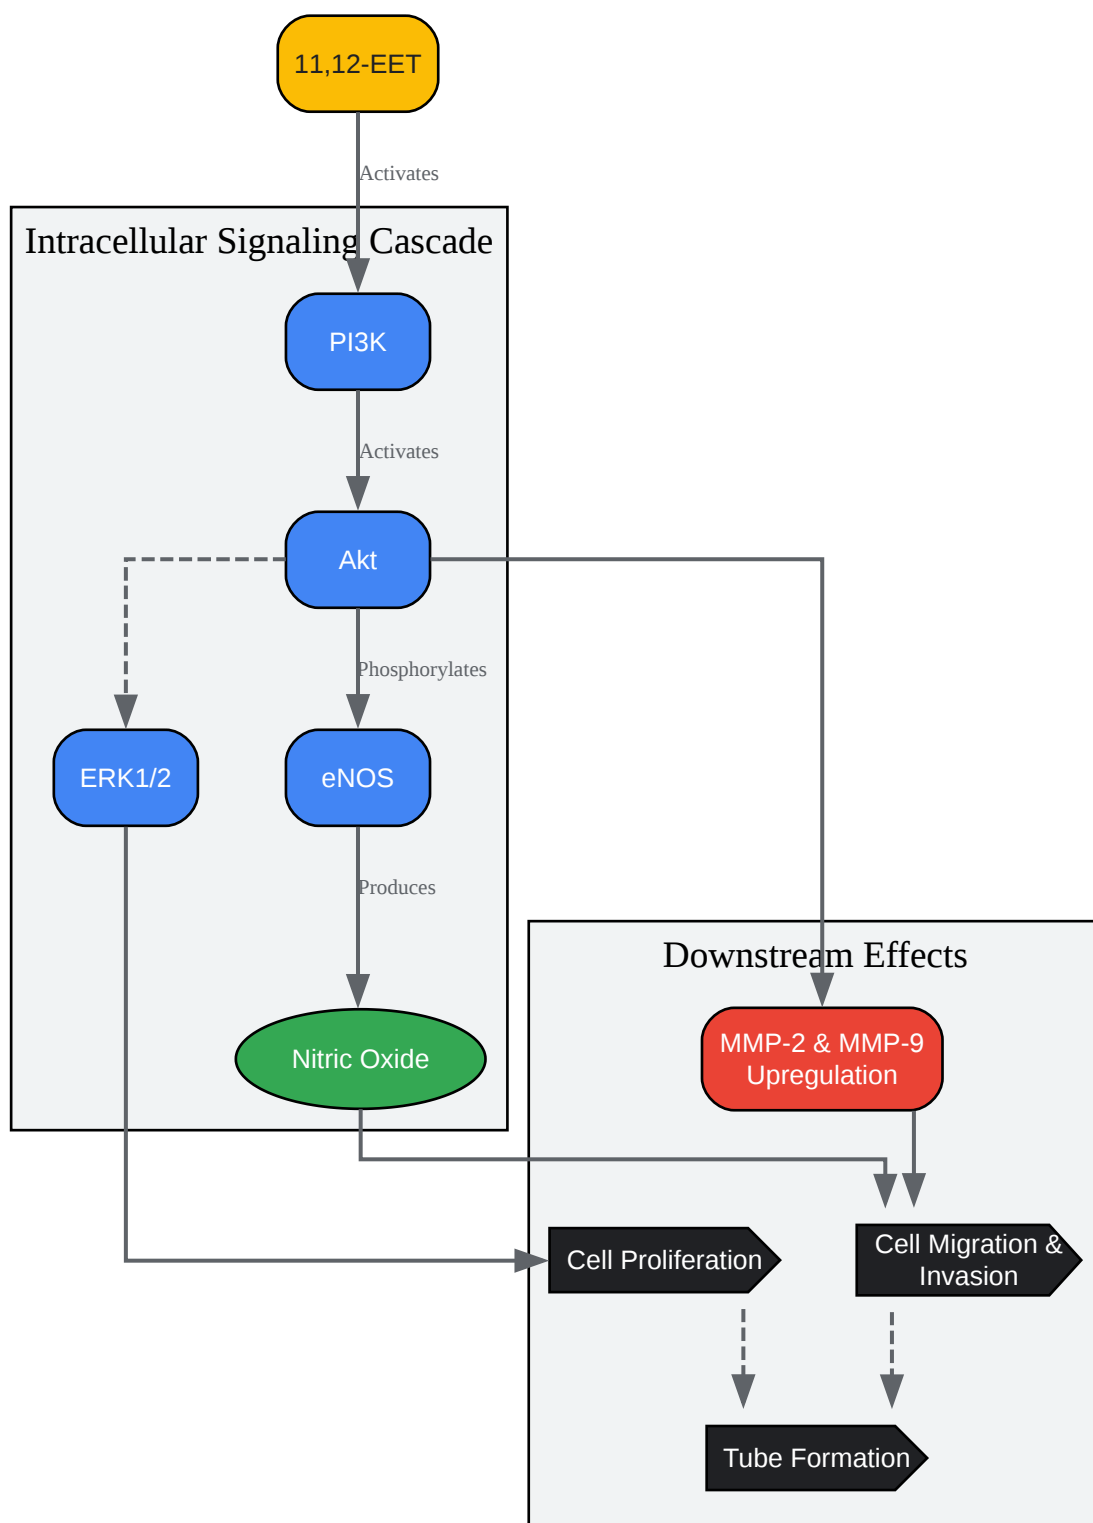 11,12-EET
Activates
Intracellular Signaling Cascade
PI3K
Activates
Akt
Phosphorylates
ERK1/2
eNOS
Produces
Nitric Oxide
Downstream Effects
MMP-2 & MMP-9
Upregulation
Cell Proliferation
Cell Migration &
Invasion
Tube Formation